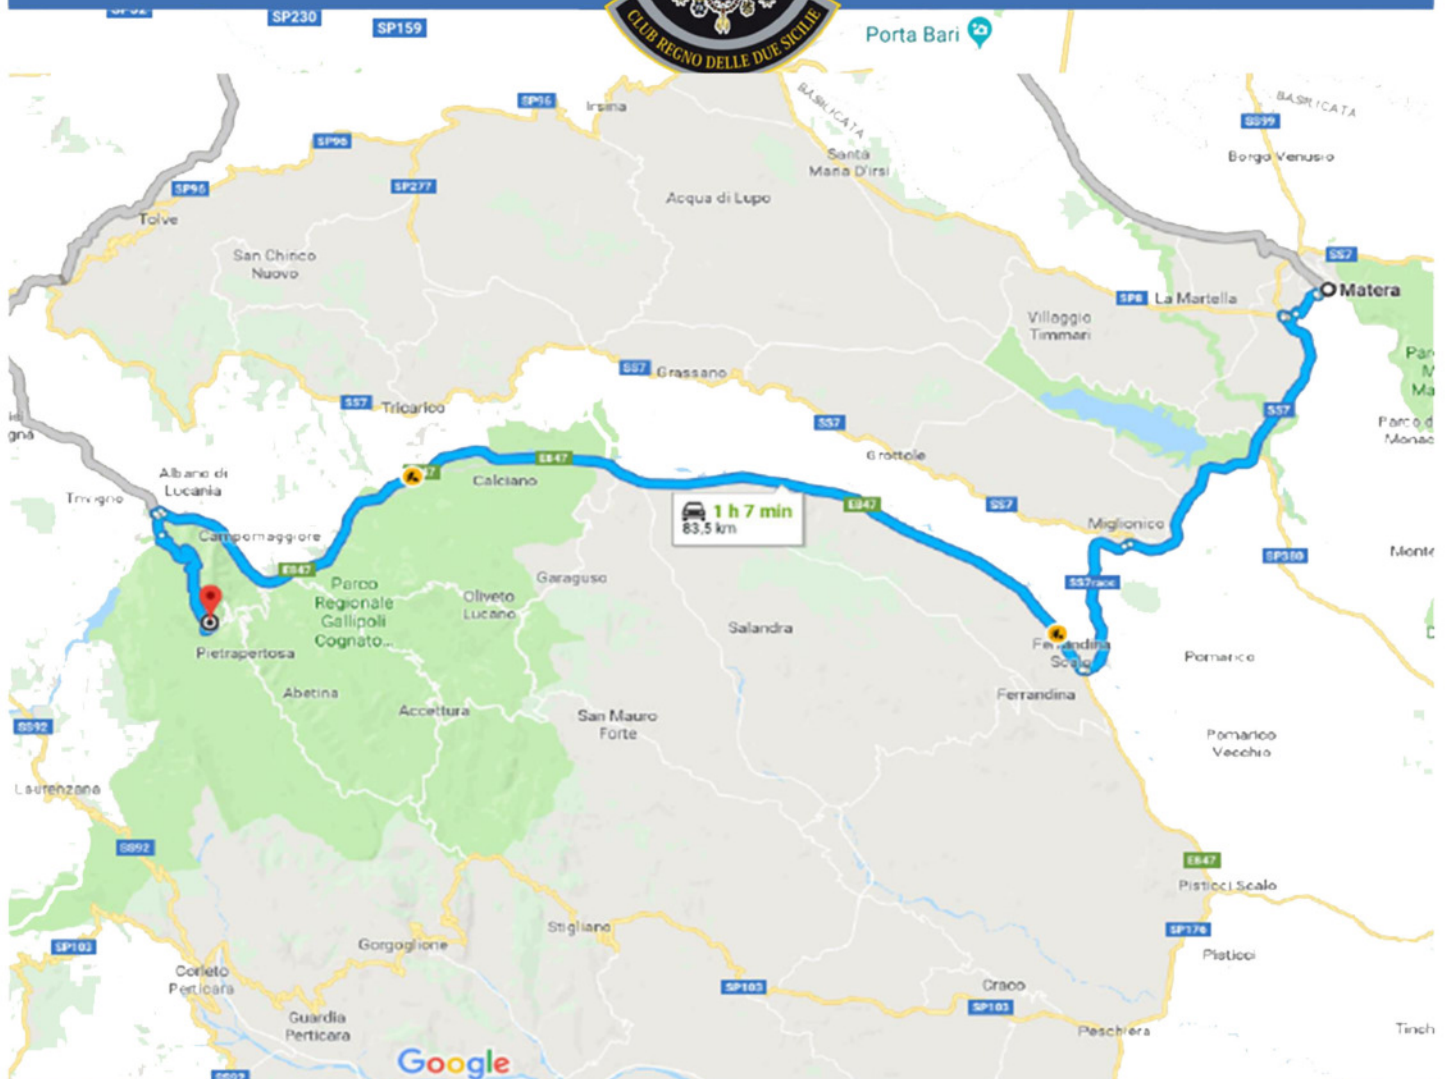 SP230
SP159
CLUB REGNO DELLE DUE SICILIE
Porta Bari
SP96
Irsina
BASILICATA
BASILICATA
SS99
SP96
Santa
Maria D'irsi
Borgo Venusio
SP96
SP277
Acqua di Lupo
Tolve
San Chirico
Nuovo
SS7
Matera
SP8
La Martella
Villaggio
Timmari
SS7
Grassano
SS7
Tricarico
SS7
SS7
Grottole
Albano di
Lucania
Trivigno
E847
Calciano
1 h 7 min
83,5 km
E847
SS7
Miglionico
Campomaggiore
SP380
E847
Parco
Regionale
Gallipoli
Cognato...
Garaguso
SS7racc
Oliveto
Lucano
Salandra
Ferrandina
Scalo
Pomarico
Pietrapertosa
Abetina
Ferrandina
Accettura
San Mauro
Forte
SS92
Pomarico
Vecchio
Laurenzana
SS92
E847
Pisticci Scalo
Stigliano
SP176
SP103
Gorgoglione
Pisticci
Corleto
Perticara
SP103
Craco
SP103
Guardia
Perticara
Peschiera
Google